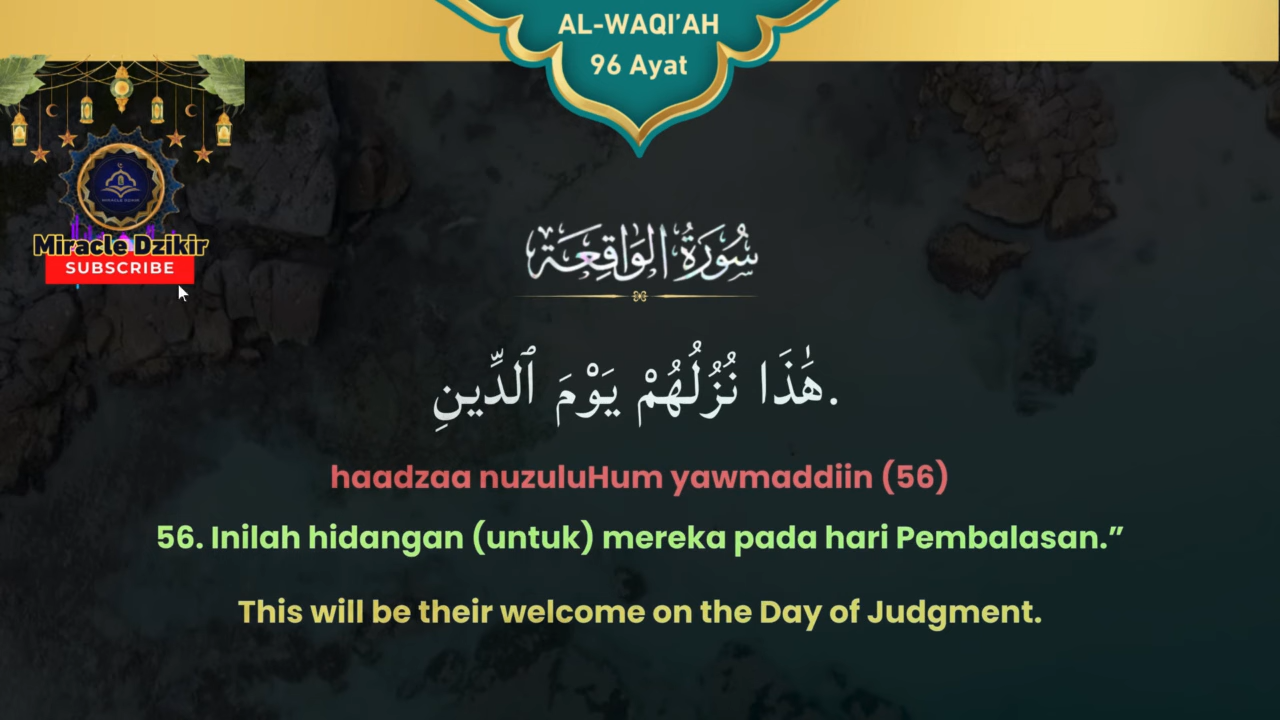 AL-WAQI’AH
96 Ayat
Miracle Dzikir
SUBSCRIBE
سُورَةُ الوَاقِعَة
هَٰذَا نُزُلُهُمْ يَوْمَ ٱلدِّينِ.
haadzaa nuzuluHum yawmaddiin (56)
56. Inilah hidangan (untuk) mereka pada hari Pembalasan.”
This will be their welcome on the Day of Judgment.